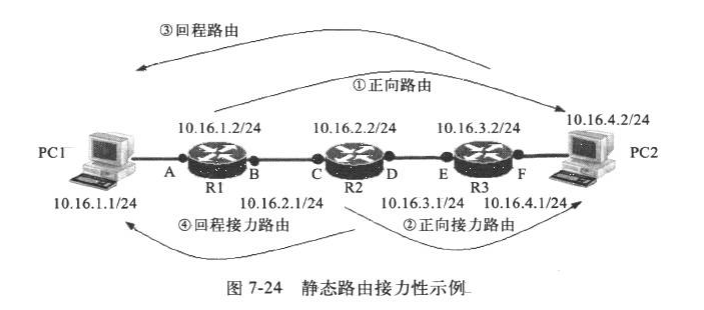 ③回程路由
①正向路由
10.16.4.2/24
10.16.1.2/24 10.16.2.2/24 10.16.3.2/24
PC1 PC2
A R1 B C R2 D E R3 F
10.16.1.1/24 10.16.2.1/24 10.16.3.1/24 10.16.4.1/24
④回程接力路由 ②正向接力路由
图 7-24 静态路由接力性示例